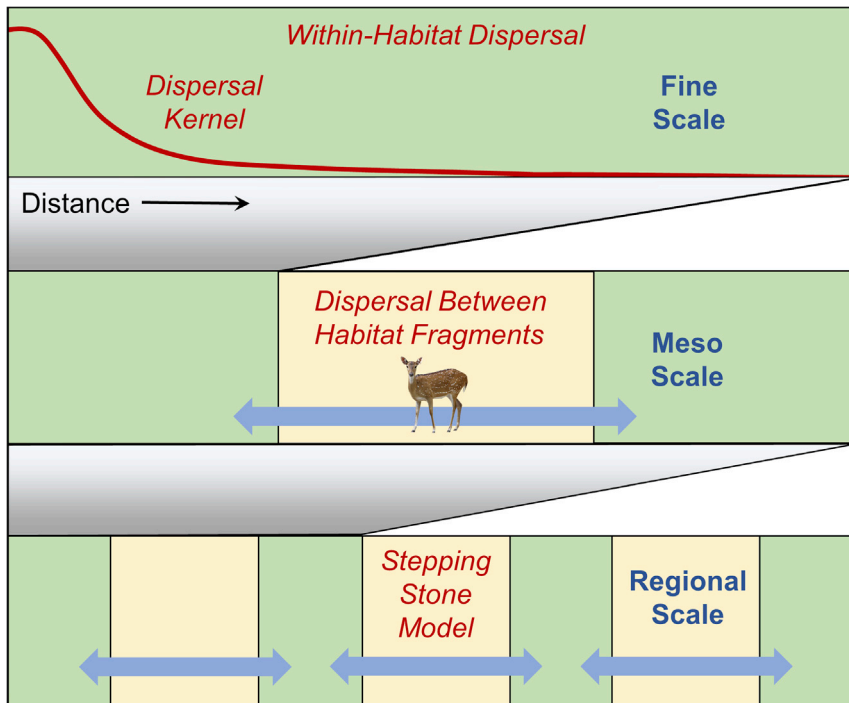 Within-Habitat Dispersal
Dispersal
Kernel
Fine
Scale
Distance
Dispersal Between
Habitat Fragments
Meso
Scale
Stepping
Stone
Model
Regional
Scale